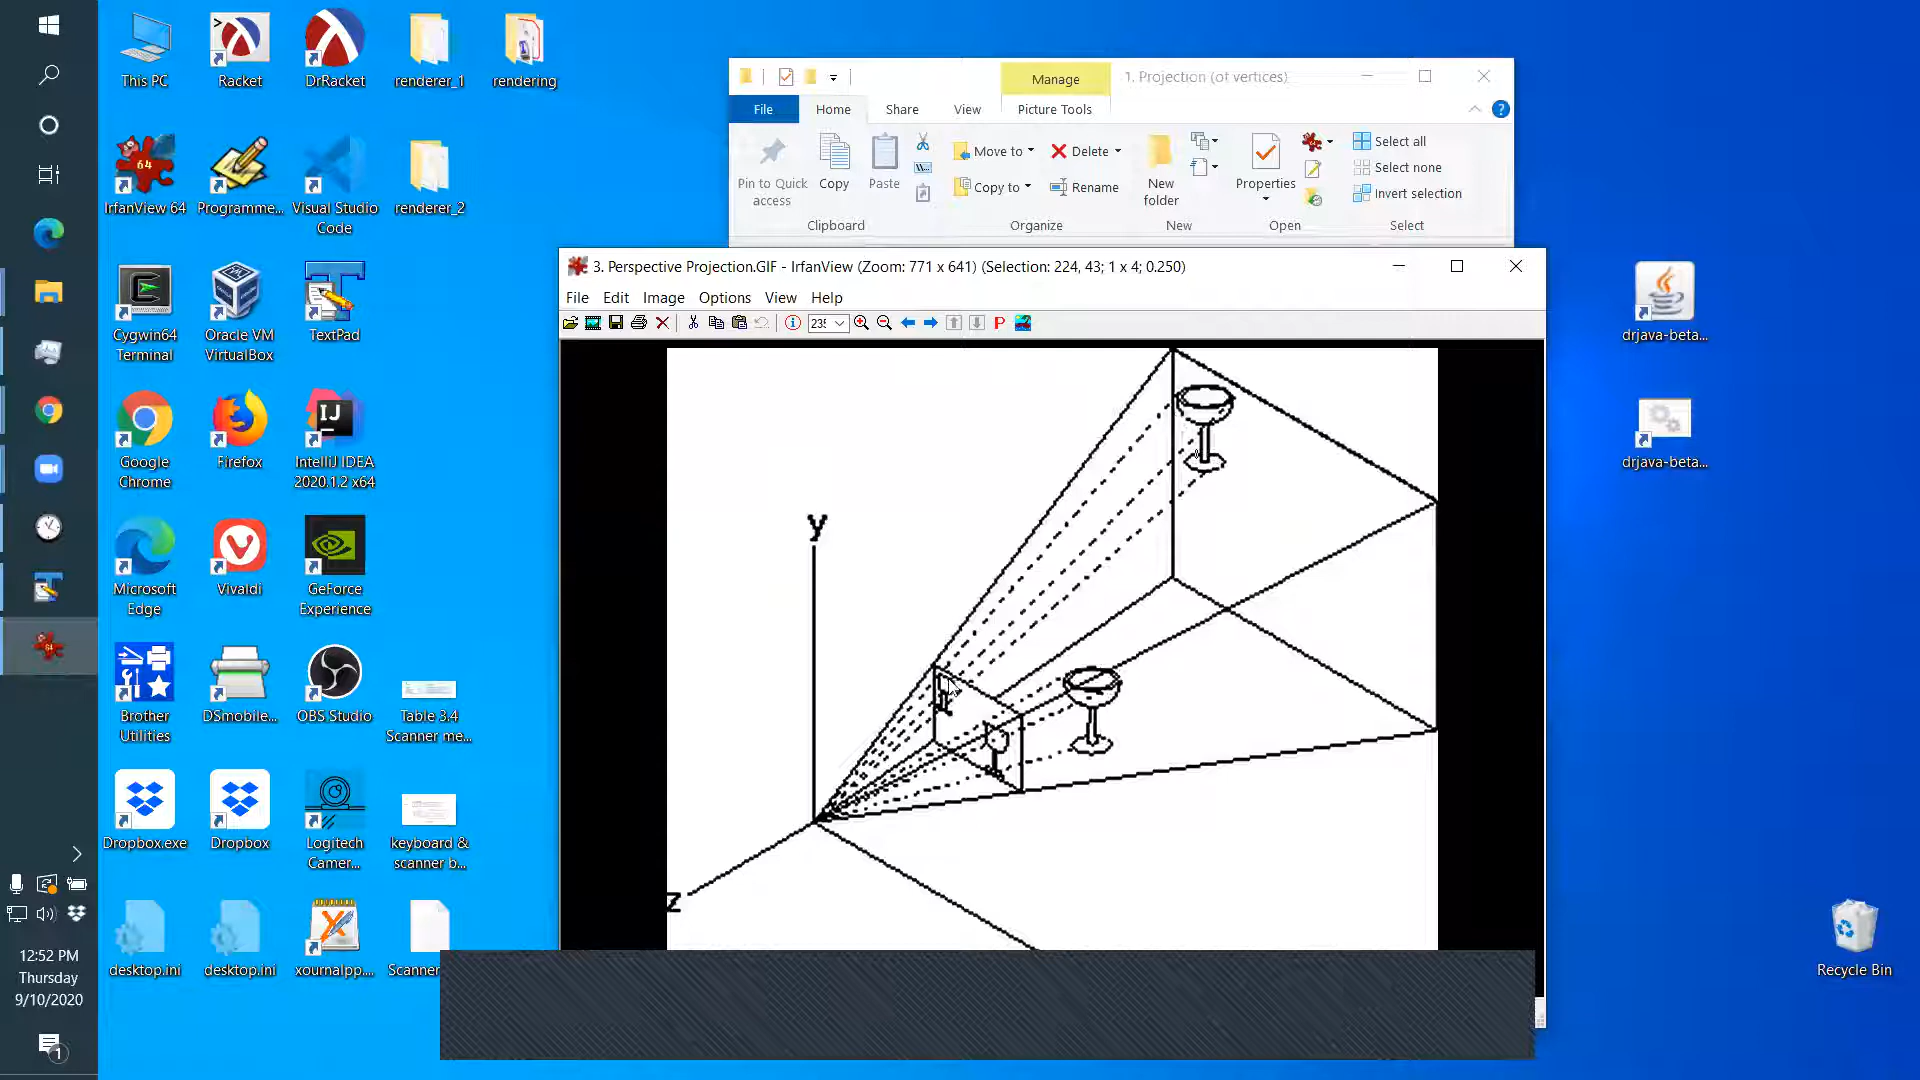 This PC
Racket
DrRacket
renderer_1
rendering
IrfanView 64
Programme...
Visual Studio
Code
renderer_2
Cygwin64
Terminal
Oracle VM
VirtualBox
TextPad
Google
Chrome
Firefox
IntelliJ IDEA
2020.1.2 x64
Microsoft
Edge
Vivaldi
GeForce
Experience
Brother
Utilities
DSmobile...
OBS Studio
Table 3.4
Scanner me...
Dropbox.exe
Dropbox
Logitech
Camer...
keyboard &
scanner b...
desktop.ini
desktop.ini
xournalpp....
Scanner
12:52 PM
Thursday
9/10/2020
1
Manage
1. Projection (of vertices)
File
Home
Share
View
Picture Tools
Pin to Quick
access
Copy
Paste
Move to
Copy to
Delete
Rename
New
folder
Properties
Select all
Select none
Invert selection
Clipboard
Organize
New
Open
Select
3. Perspective Projection.GIF - IrfanView (Zoom: 771 x 641) (Selection: 224, 43; 1 x 4; 0.250)
File Edit Image Options View Help
y
z
drjava-beta...
drjava-beta...
Recycle Bin